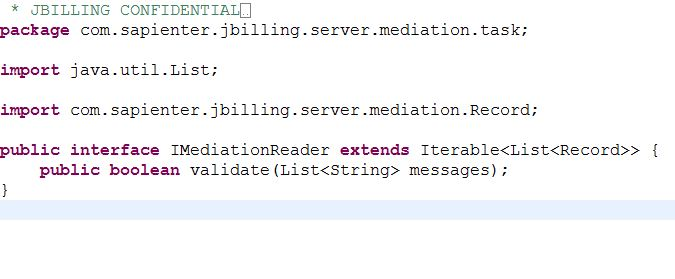 * JBILLING CONFIDENTIAL
package com.sapienter.jbilling.server.mediation.task;
import java.util.List;
import com.sapienter.jbilling.server.mediation.Record;
public interface IMediationReader extends Iterable<List<Record>> {
public boolean validate(List<String> messages);
}